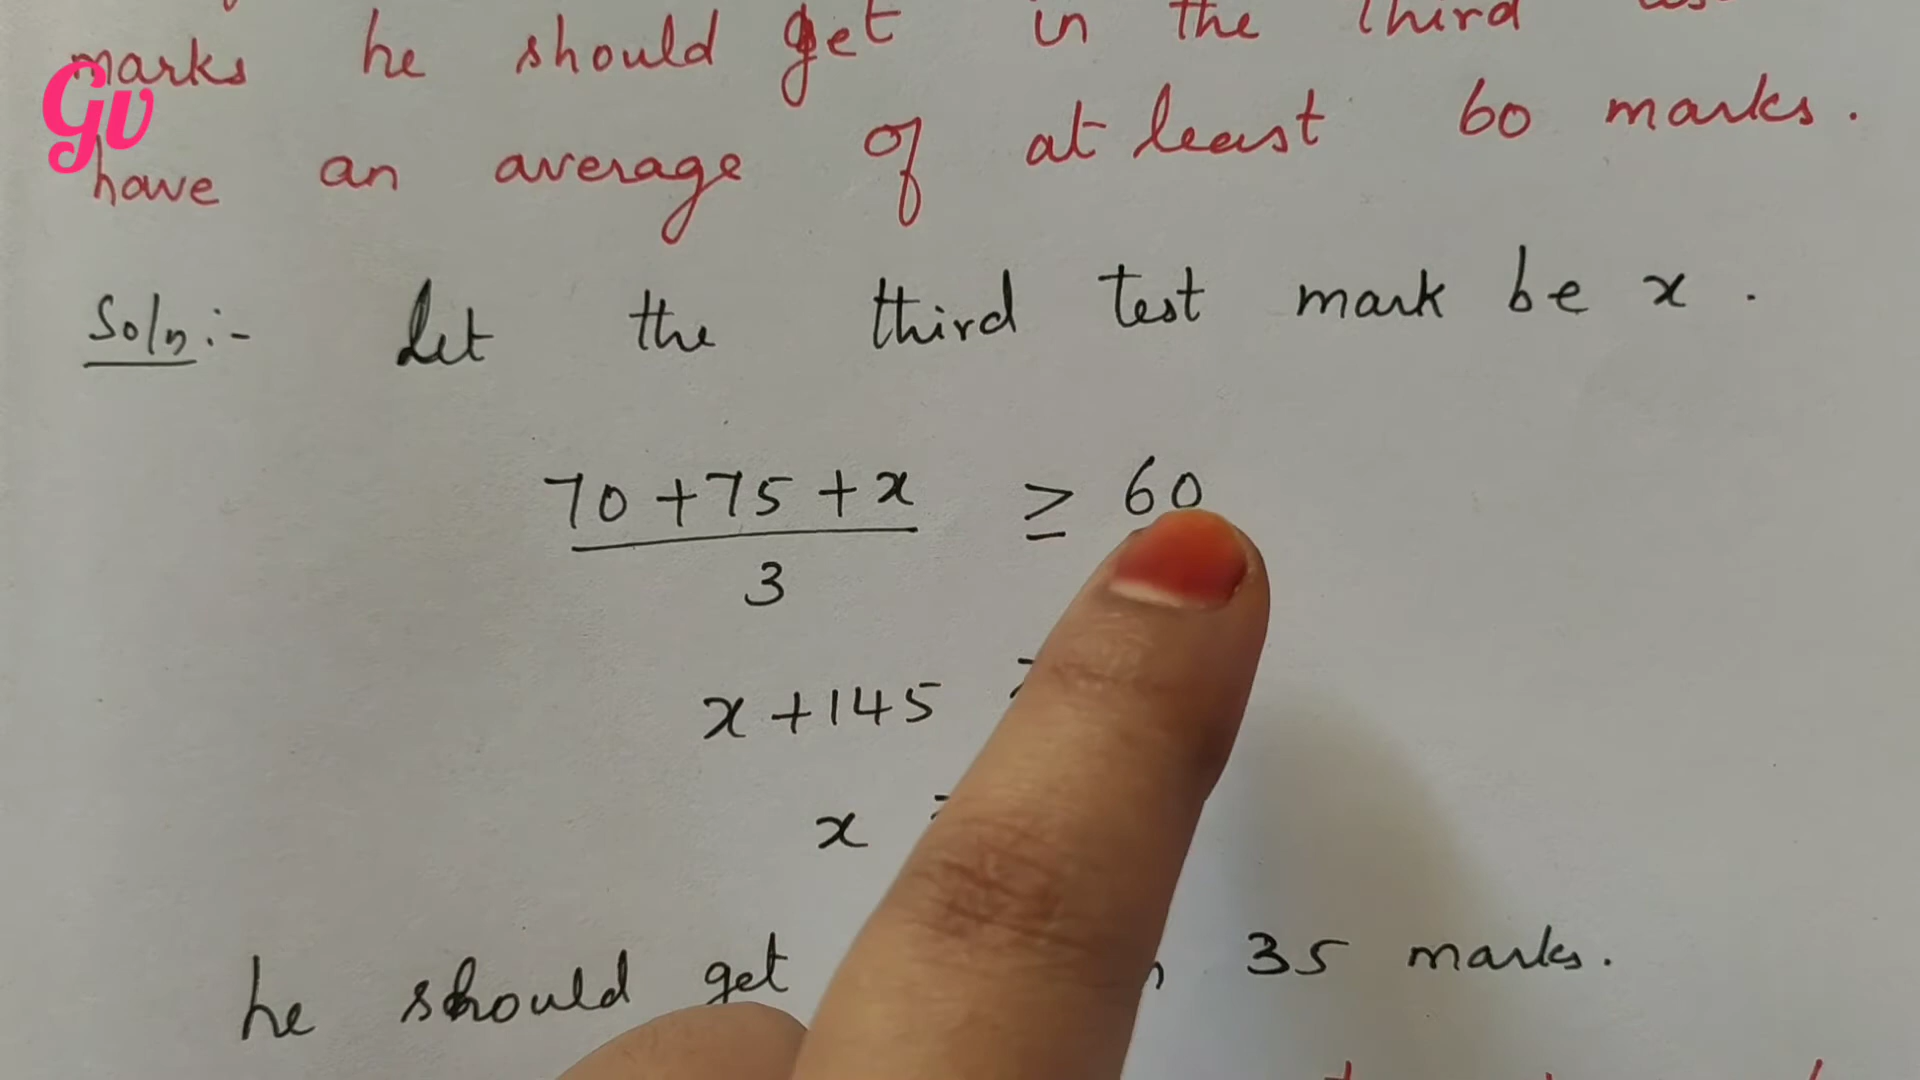 marks he should get in the third
GV
have an average of at least 60 marks.
Soln:- Let the third test mark be x.
70 + 75 + x ≥ 60
3
x + 145
x
he should get 35 marks.